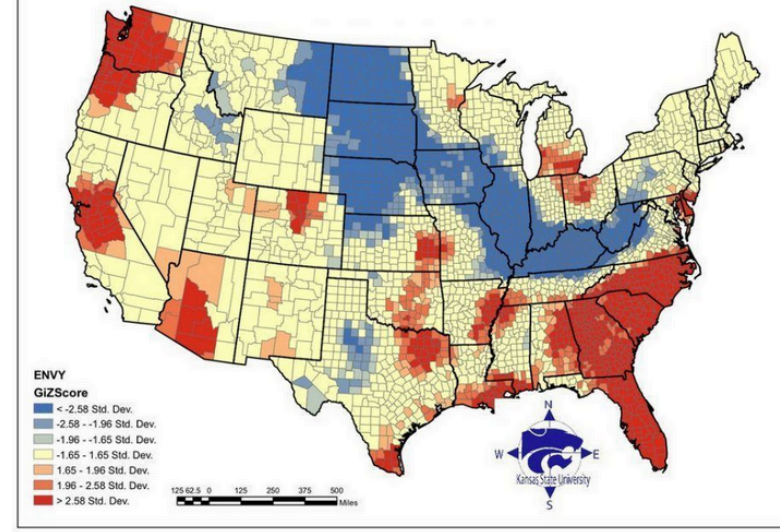 ENVY
GiZScore
< -2.58 Std. Dev.
-2.58 - -1.96 Std. Dev.
-1.96 - -1.65 Std. Dev.
-1.65 - 1.65 Std. Dev.
1.65 - 1.96 Std. Dev.
1.96 - 2.58 Std. Dev.
> 2.58 Std. Dev.
125 62.5 0 125 250 375 500
Miles
N
W E
Kansas State University
S